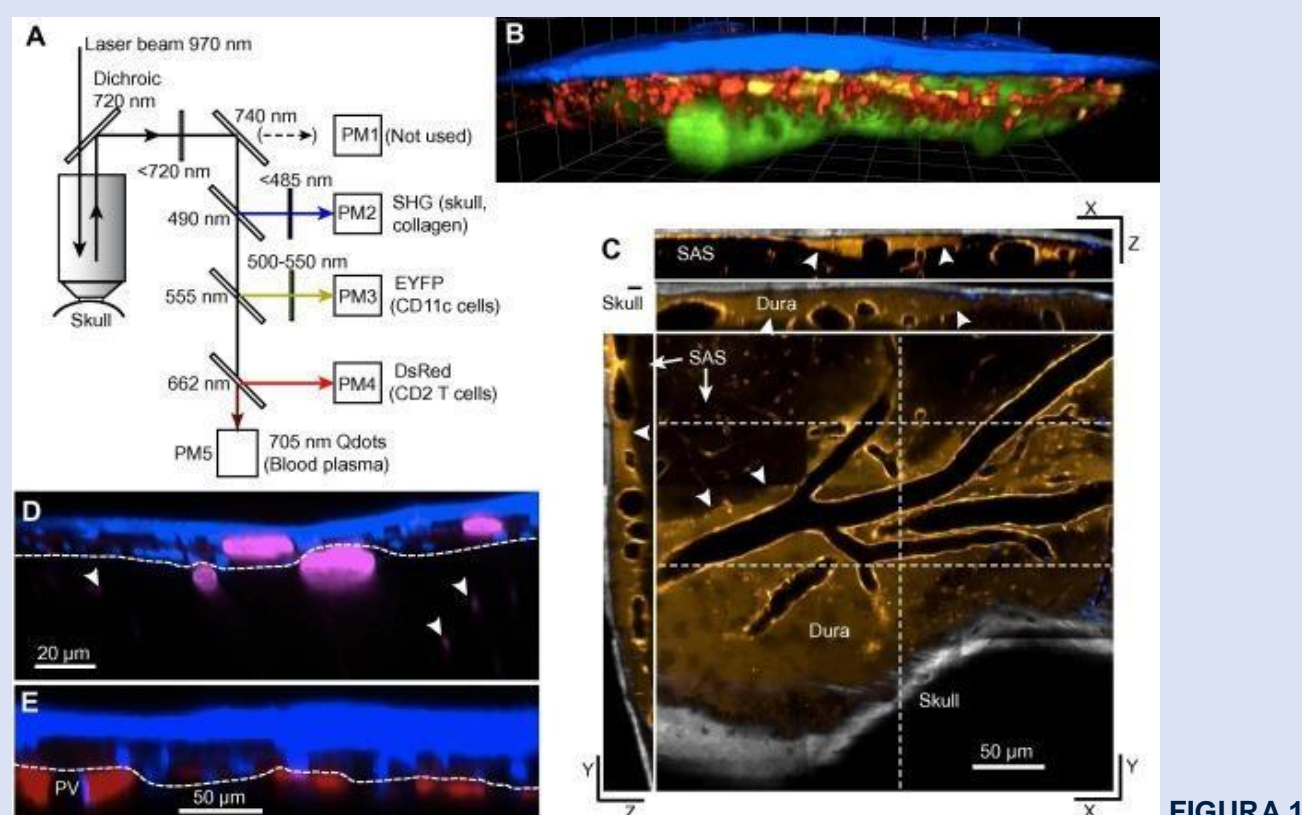 A
Laser beam 970 nm
Dichroic
720 nm
740 nm
PM1 (Not used)
<720 nm
<485 nm
490 nm
PM2
SHG (skull,
collagen)
500-550 nm
555 nm
PM3
EYFP
(CD11c cells)
Skull
662 nm
PM4
DsRed
(CD2 T cells)
PM5
705 nm Qdots
(Blood plasma)
B
C
X
Z
SAS
Skull
Dura
SAS
Dura
Skull
50 µm
Y
Z
Y
X
D
20 µm
E
PV
50 µm
FIGURA 1